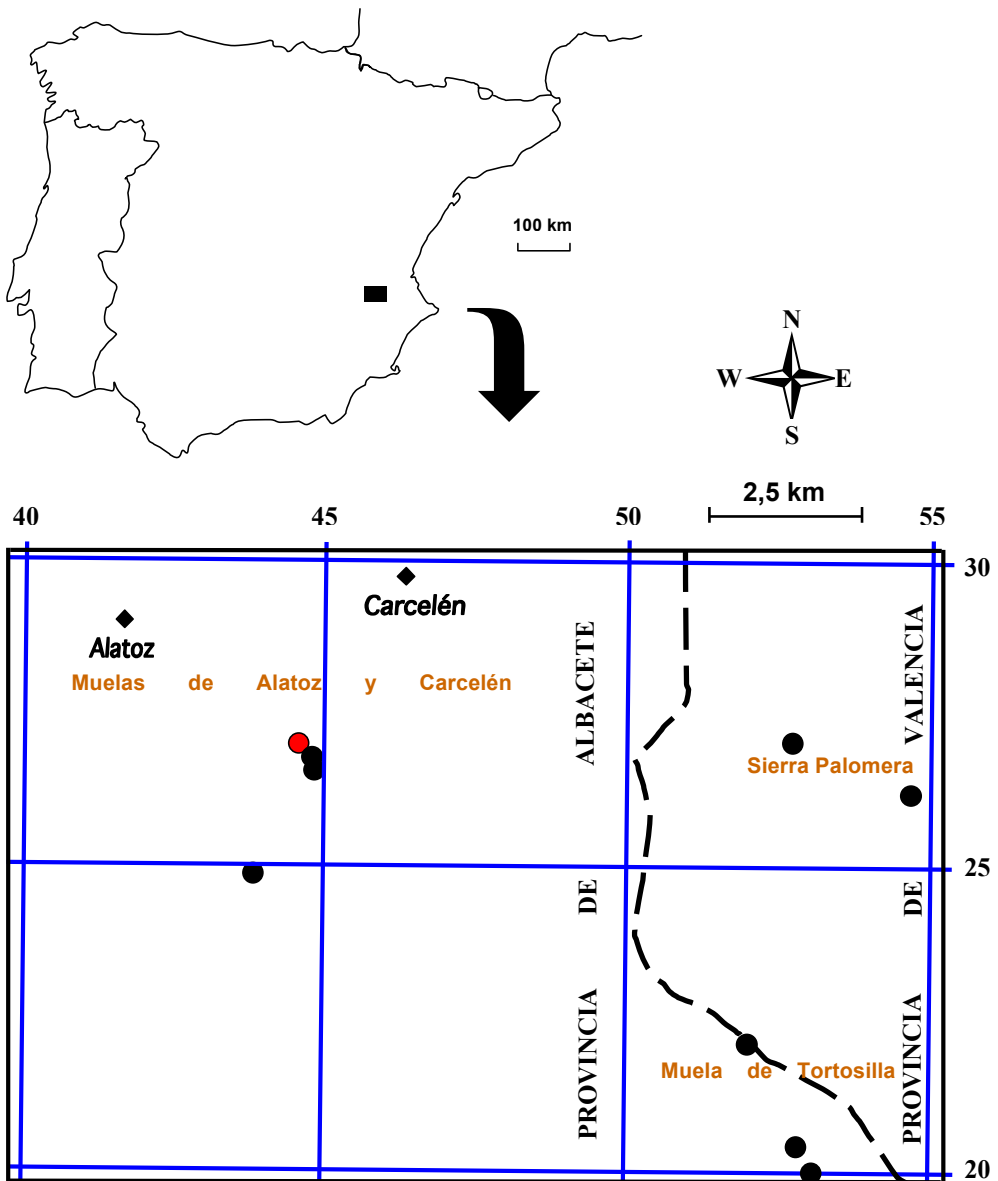 100 km
N
W
E
S
2,5 km
40
45
50
55
30
Carcelén
Alatoz
Muelas de Alatoz y Carcelén
Sierra Palomera
25
Muela de Tortosilla
20
PROVINCIA DE ALBACETE
PROVINCIA DE VALENCIA